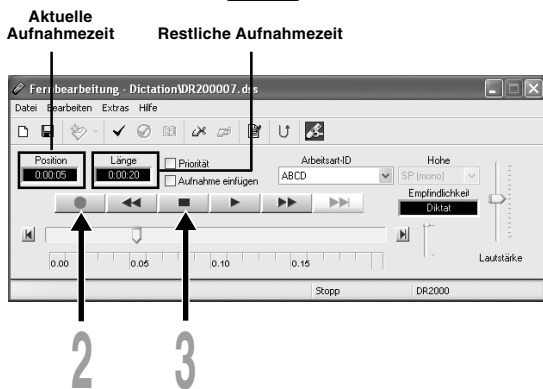 Aktuelle
Aufnahmezeit
Restliche Aufnahmezeit
Fernbearbeitung - Dictation\DR200007.dss
Datei Bearbeiten Extras Hilfe
Position Länge Priorität Arbeitsart-ID Hohe
0:00:05 0:00:20 Aufnahme einfügen ABCD SP (mono)
Empfindlichkeit
Diktat
0.00 0.05 0.10 0.15 Lautstärke
Stopp DR2000
2 3